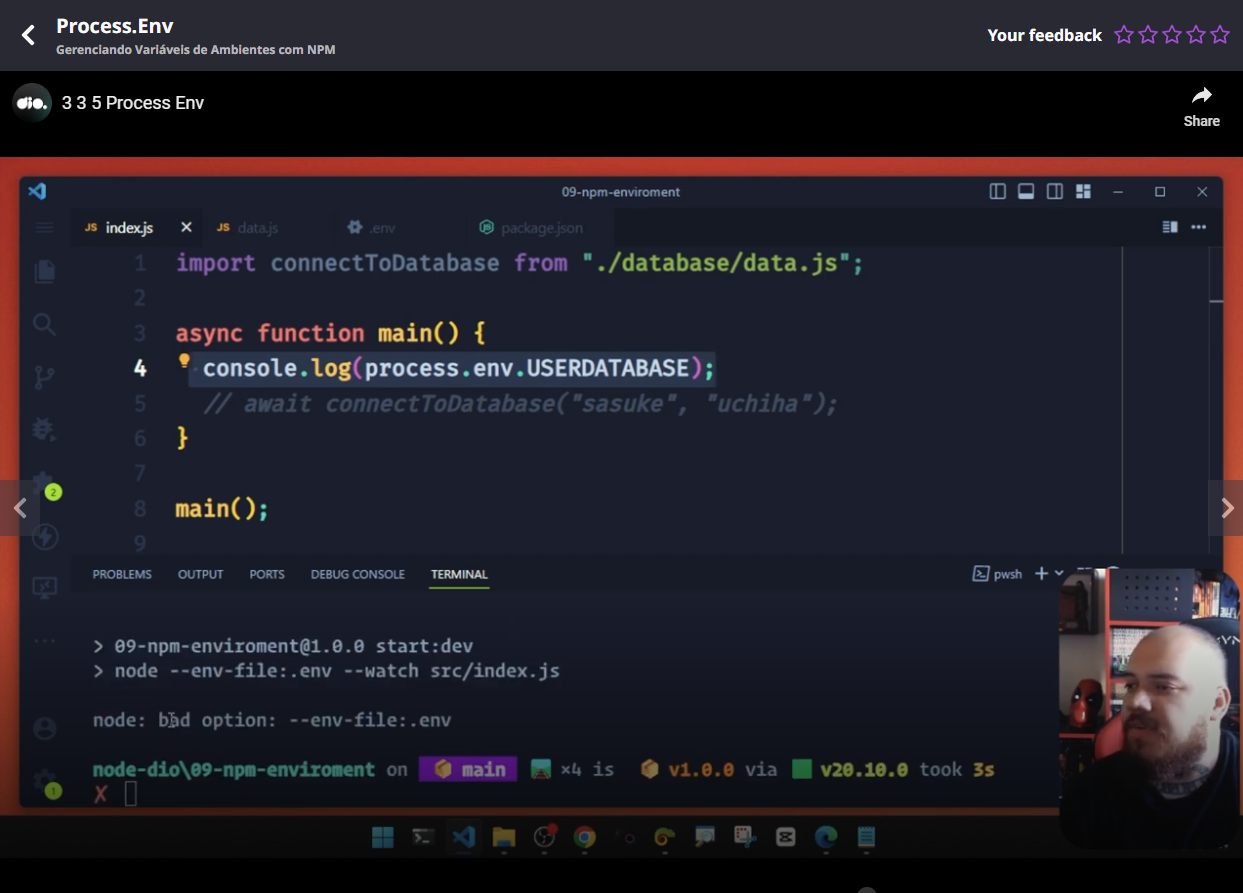 Process.Env
Gerenciando Variáveis de Ambientes com NPM
Your feedback
dio.
3 3 5 Process Env
Share
09-npm-enviroment
JS index.js
JS data.js
.env
package.json
1 import connectToDatabase from "./database/data.js";
2
3 async function main() {
4 console.log(process.env.USERDATABASE);
5 // await connectToDatabase("sasuke", "uchiha");
6 }
7
8 main();
9
2
PROBLEMS OUTPUT PORTS DEBUG CONSOLE TERMINAL
pwsh
> 09-npm-enviroment@1.0.0 start:dev
> node --env-file:.env --watch src/index.js
node: bad option: --env-file:.env
node-dio\09-npm-enviroment on main ×4 is v1.0.0 via v20.10.0 took 3s
✗
1